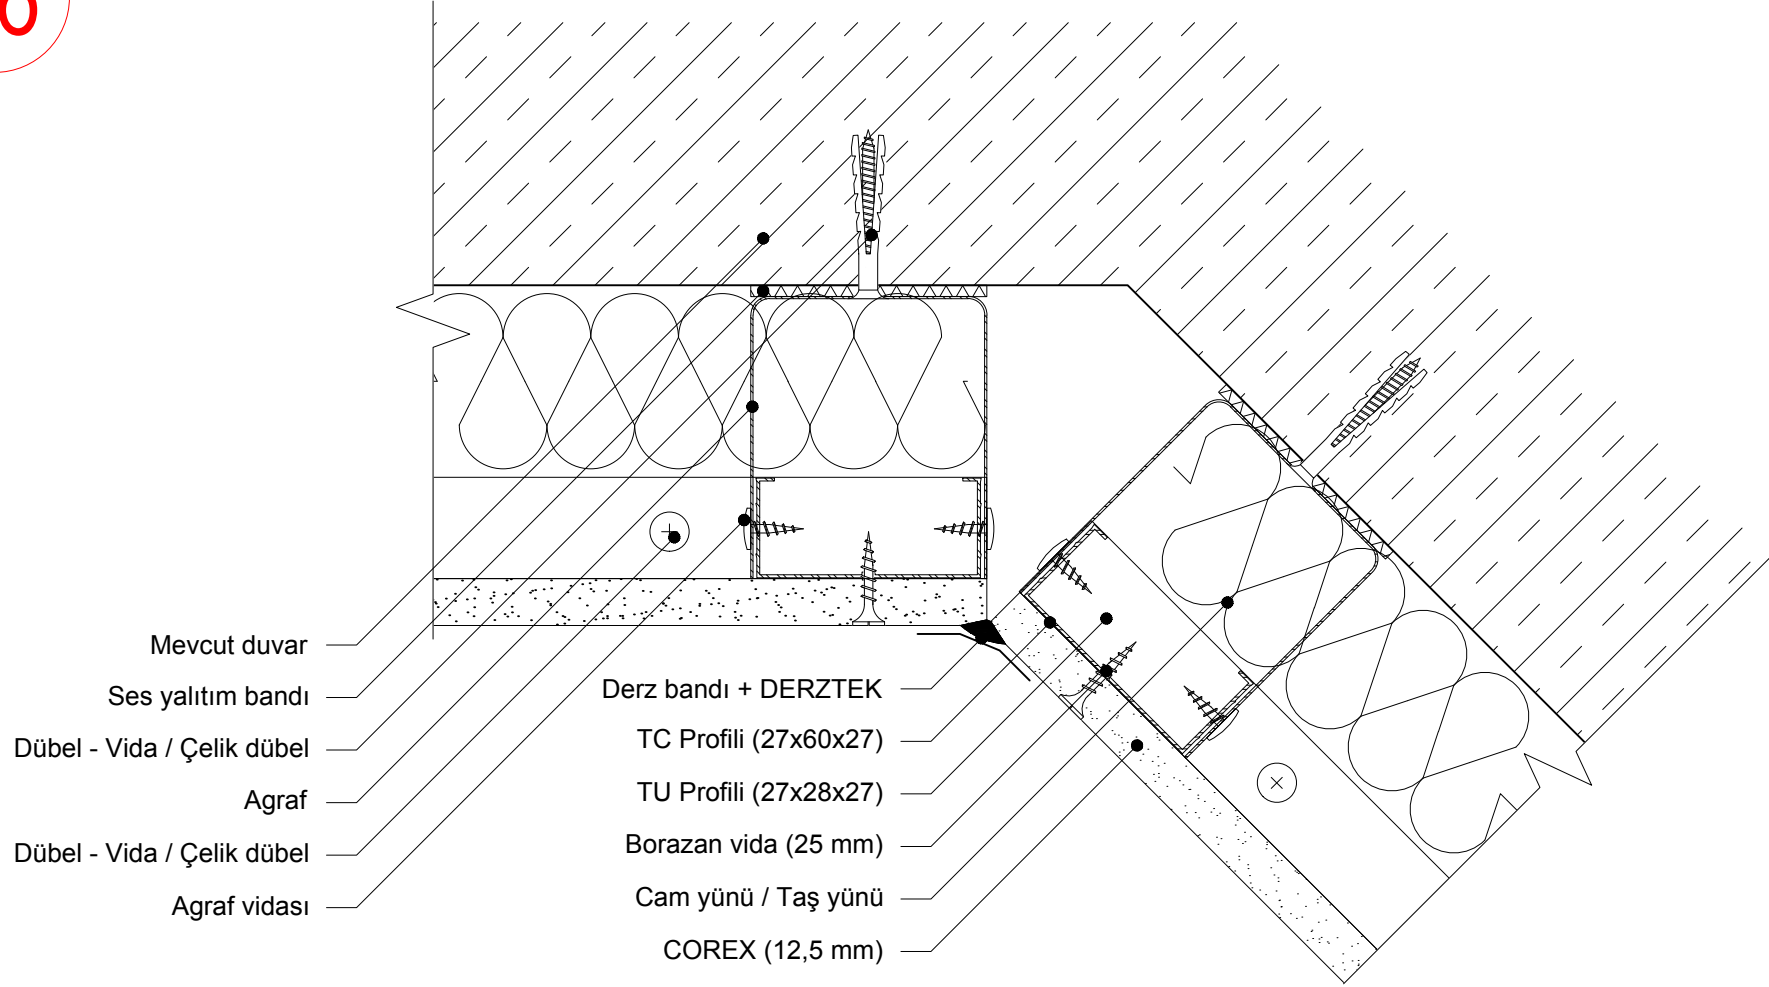 Mevcut duvar
Ses yalıtım bandı
Dübel - Vida / Çelik dübel
Agraf
Dübel - Vida / Çelik dübel
Agraf vidası
Derz bandı + DERZTEK
TC Profili (27x60x27)
TU Profili (27x28x27)
Borazan vida (25 mm)
Cam yünü / Taş yünü
COREX (12,5 mm)